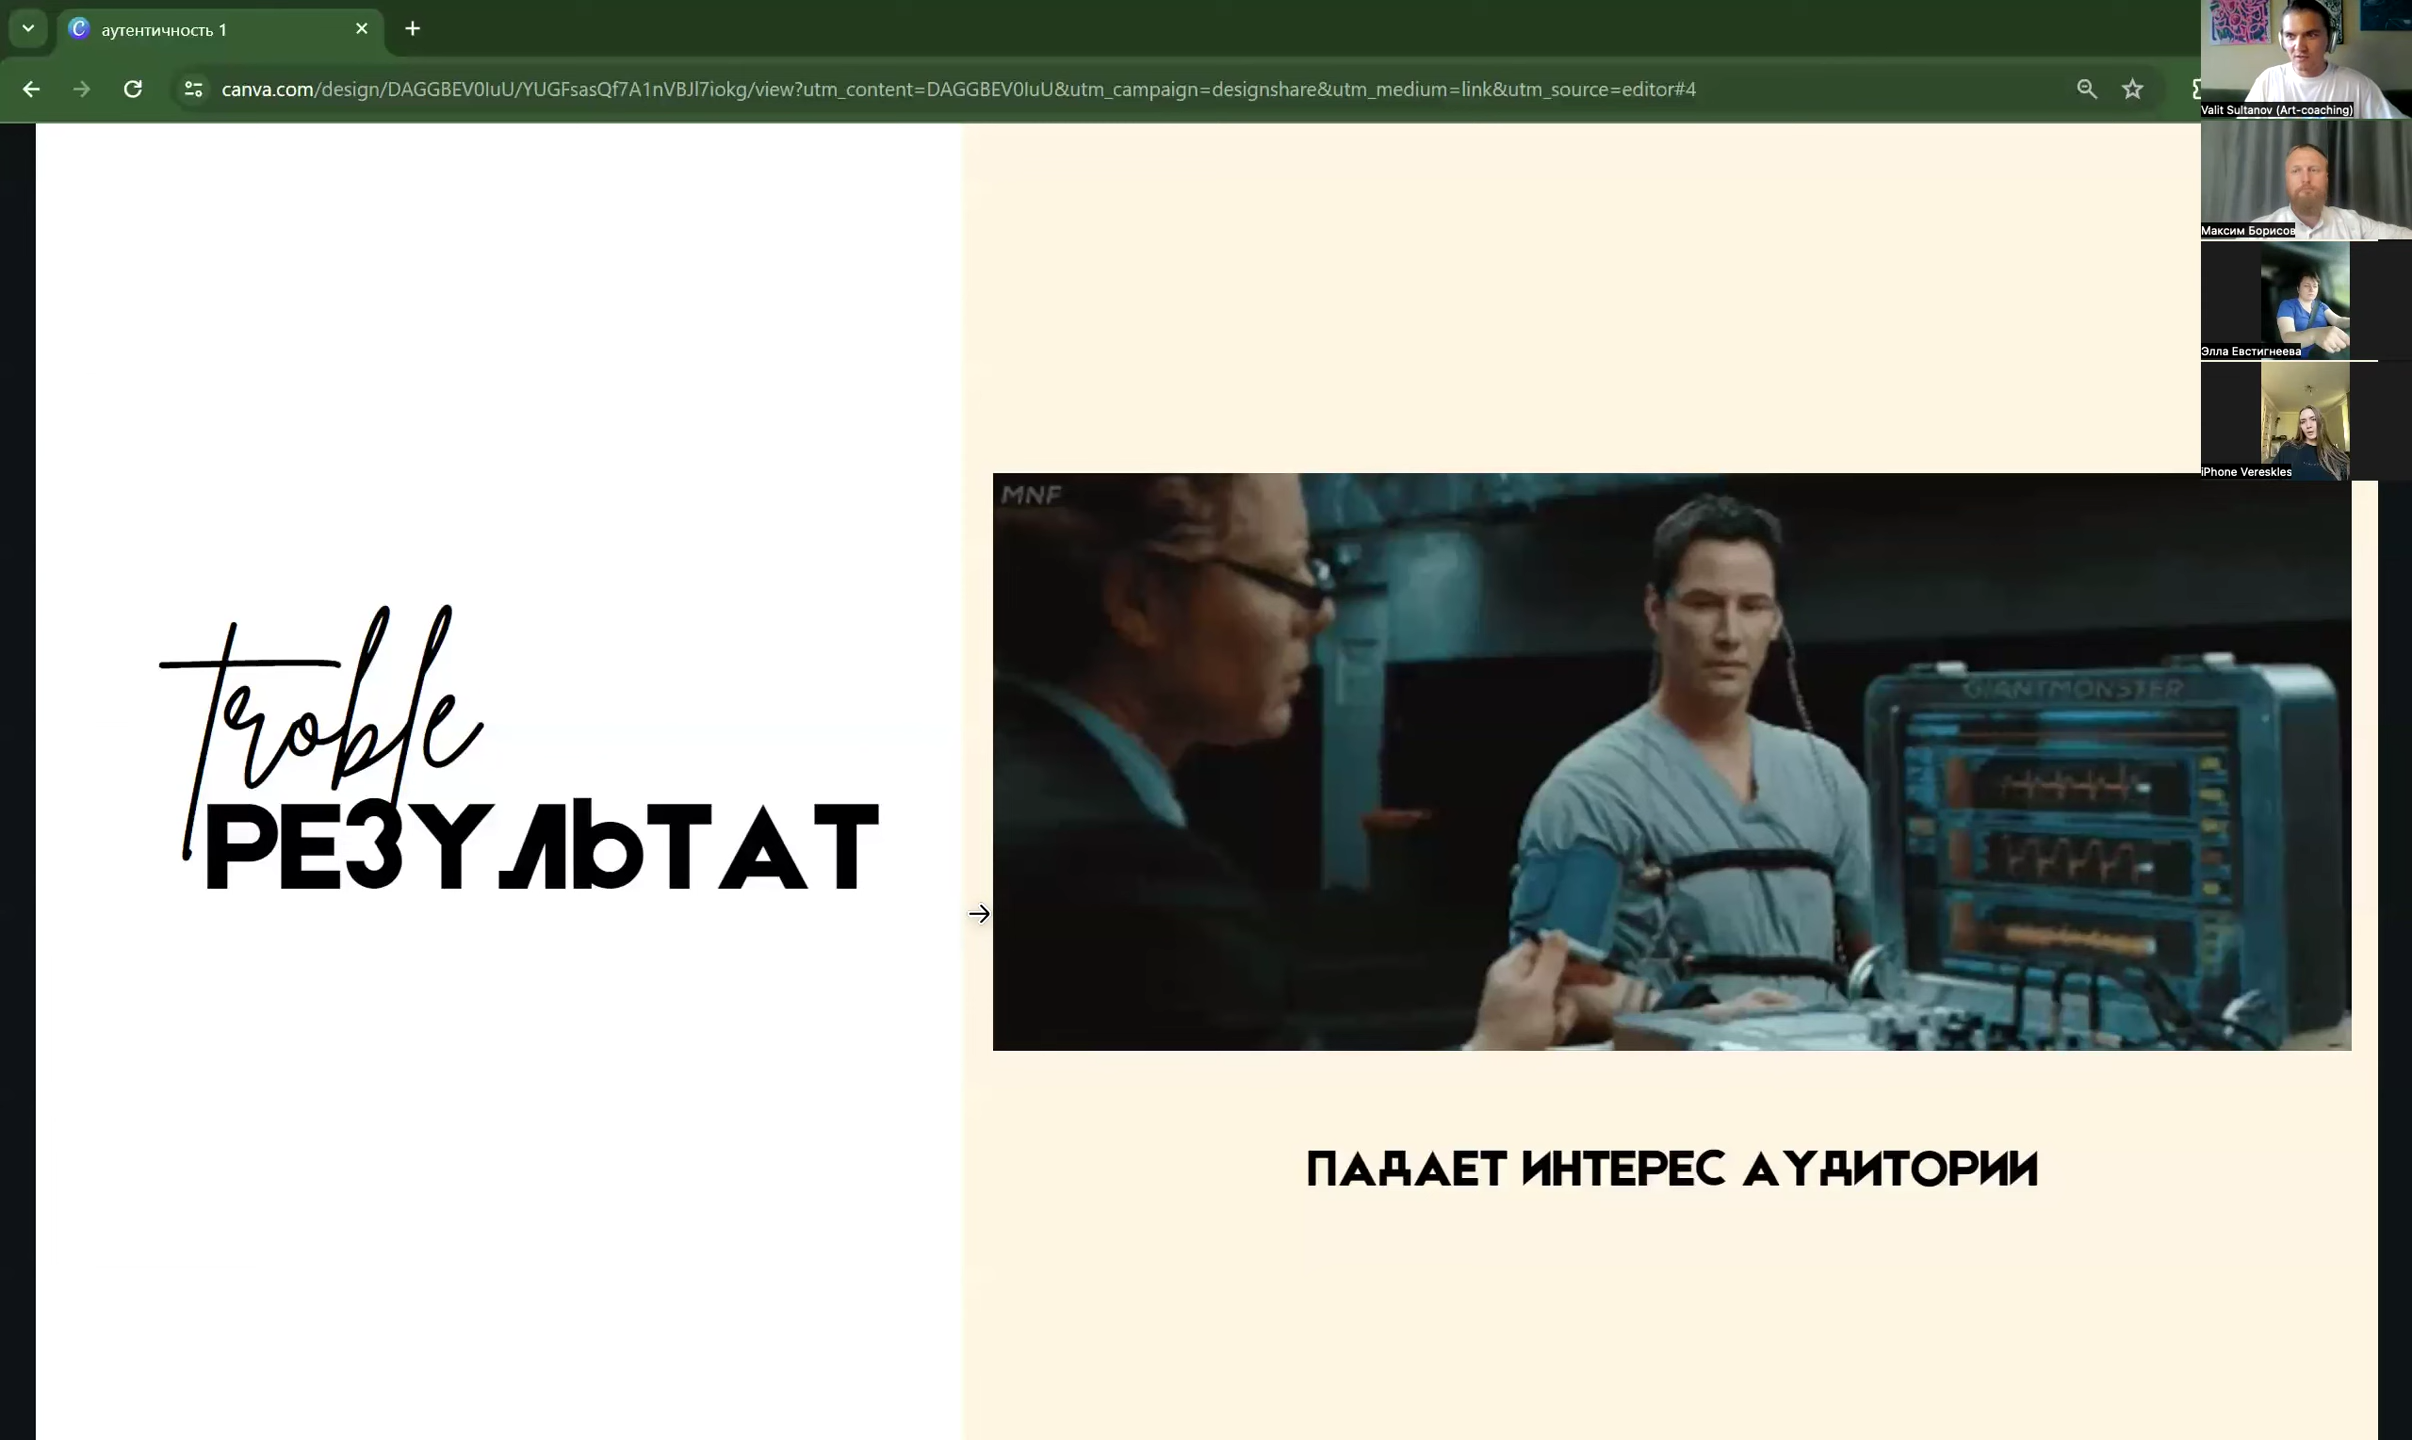 аутентичность 1
canva.com/design/DAGGBEV0IuU/YUGFsasQf7A1nVBJl7iokg/view?utm_content=DAGGBEV0IuU&utm_campaign=designshare&utm_medium=link&utm_source=editor#4
Valit Sultanov (Art-coaching)
Максим Борисов
Элла Евстигнеева
iPhone Vereskles
MNF
GIANTMONSTER
troble
РЕЗУЛЬТАТ
ПАДАЕТ ИНТЕРЕС АУДИТОРИИ